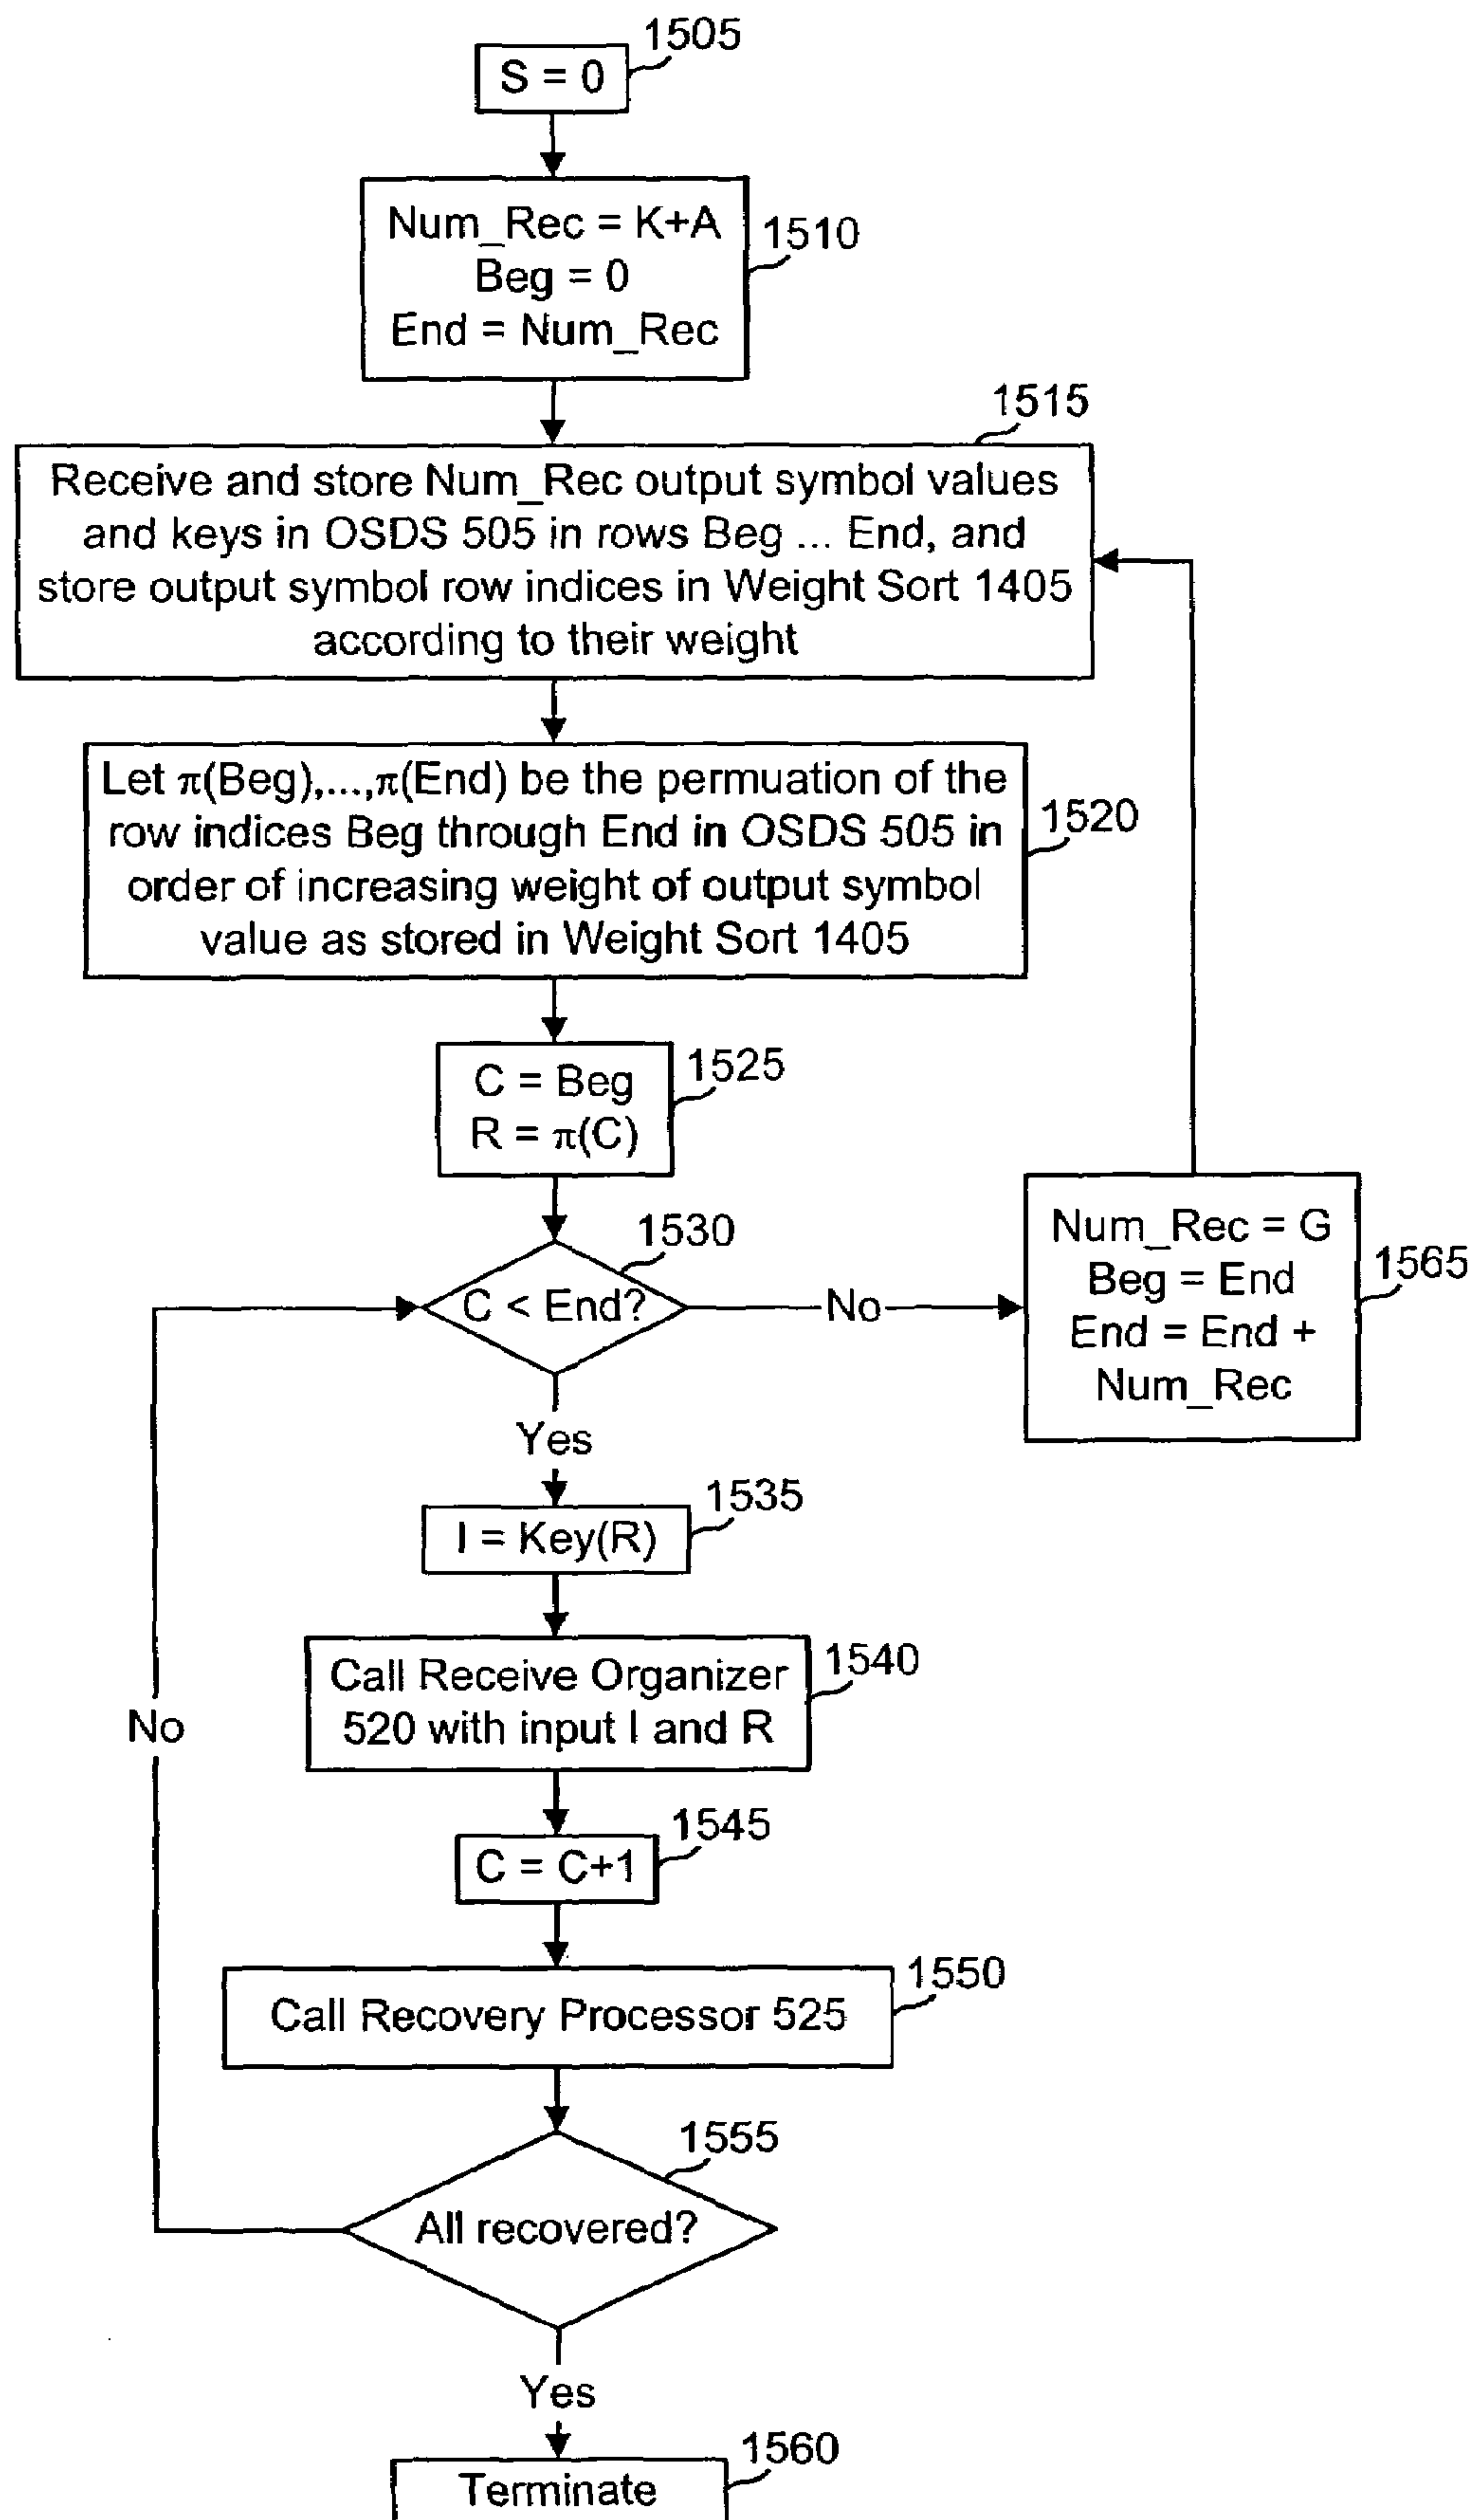 1505
S = 0
Num_Rec = K+A
Beg = 0
End = Num_Rec
1510
1515
Receive and store Num_Rec output symbol values
and keys in OSDS 505 in rows Beg ... End, and
store output symbol row indices in Weight Sort 1405
according to their weight
Let π(Beg),...,π(End) be the permuation of the
row indices Beg through End in OSDS 505 in
order of increasing weight of output symbol
value as stored in Weight Sort 1405
1520
C = Beg
R = π(C)
1525
1530
C < End?
No
Num_Rec = G
Beg = End
End = End +
Num_Rec
1565
Yes
1535
I = Key(R)
Call Receive Organizer
520 with input I and R
1540
No
1545
C = C+1
1550
Call Recovery Processor 525
1555
All recovered?
Yes
1560
Terminate